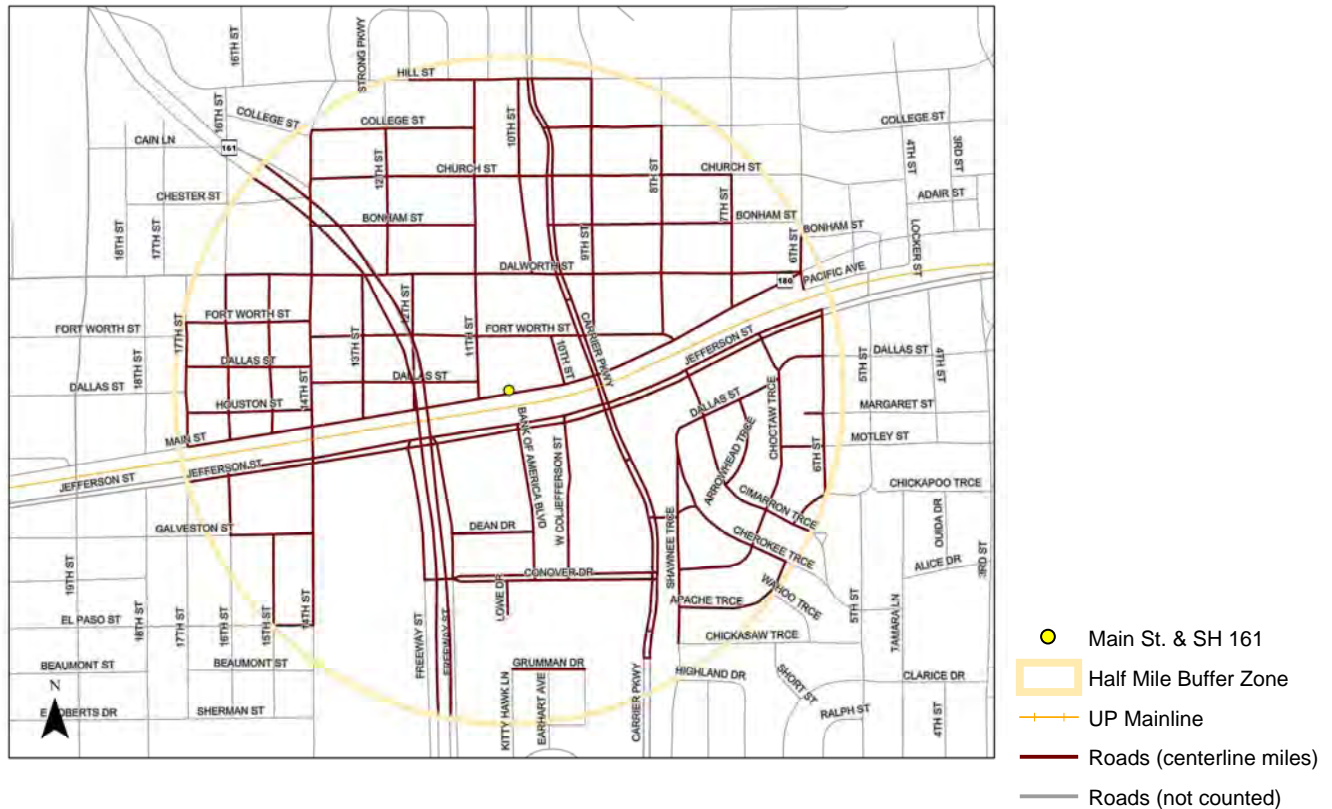 16TH ST
STRONG PKWY
HILL ST
COLLEGE ST
16TH ST
COLLEGE ST
10TH ST
COLLEGE ST
CAIN LN
161
12TH ST
CHURCH ST
8TH ST
CHURCH ST
4TH ST
3RD ST
ADAIR ST
CHESTER ST
7TH ST
18TH ST
17TH ST
BONHAM ST
9TH ST
BONHAM ST
6TH ST
BONHAM ST
LOCKER ST
DALWORTH ST
180
PACIFIC AVE
12TH ST
FORT WORTH ST
17TH ST
FORT WORTH ST
13TH ST
11TH ST
FORT WORTH ST
CARRIER PKWY
JEFFERSON ST
18TH ST
DALLAS ST
10TH ST
5TH ST
DALLAS ST
4TH ST
DALLAS ST
14TH ST
DALLAS ST
HOUSTON ST
DALLAS ST
CHOCTAW TRCE
MARGARET ST
MAIN ST
BANK OF AMERICA BLVD
W COLJEFFERSON ST
ARROWHEAD TRCE
6TH ST
MOTLEY ST
JEFFERSON ST
JEFFERSON ST
CIMARRON TRCE
CHICKAPOO TRCE
GALVESTON ST
DEAN DR
SHAWNEE TRCE
CHEROKEE TRCE
OUIDA DR
3RD ST
19TH ST
CONOVER DR
WAHOO TRCE
ALICE DR
LOWE DR
APACHE TRCE
5TH ST
TAMARA LN
EL PASO ST
18TH ST
17TH ST
16TH ST
15TH ST
14TH ST
FREEWAY ST
FREEWAY ST
CHICKASAW TRCE
BEAUMONT ST
BEAUMONT ST
GRUMMAN DR
HIGHLAND DR
SHORT ST
CLARICE DR
N
KITTY HAWK LN
EARHART AVE
CARRIER PKWY
RALPH ST
4TH ST
ROBERTS DR
SHERMAN ST
Main St. & SH 161
Half Mile Buffer Zone
UP Mainline
Roads (centerline miles)
Roads (not counted)